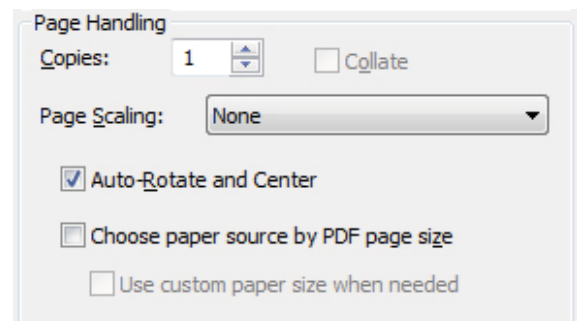 Page Handling
Copies: 1 Collate
Page Scaling: None
Auto-Rotate and Center
Choose paper source by PDF page size
Use custom paper size when needed